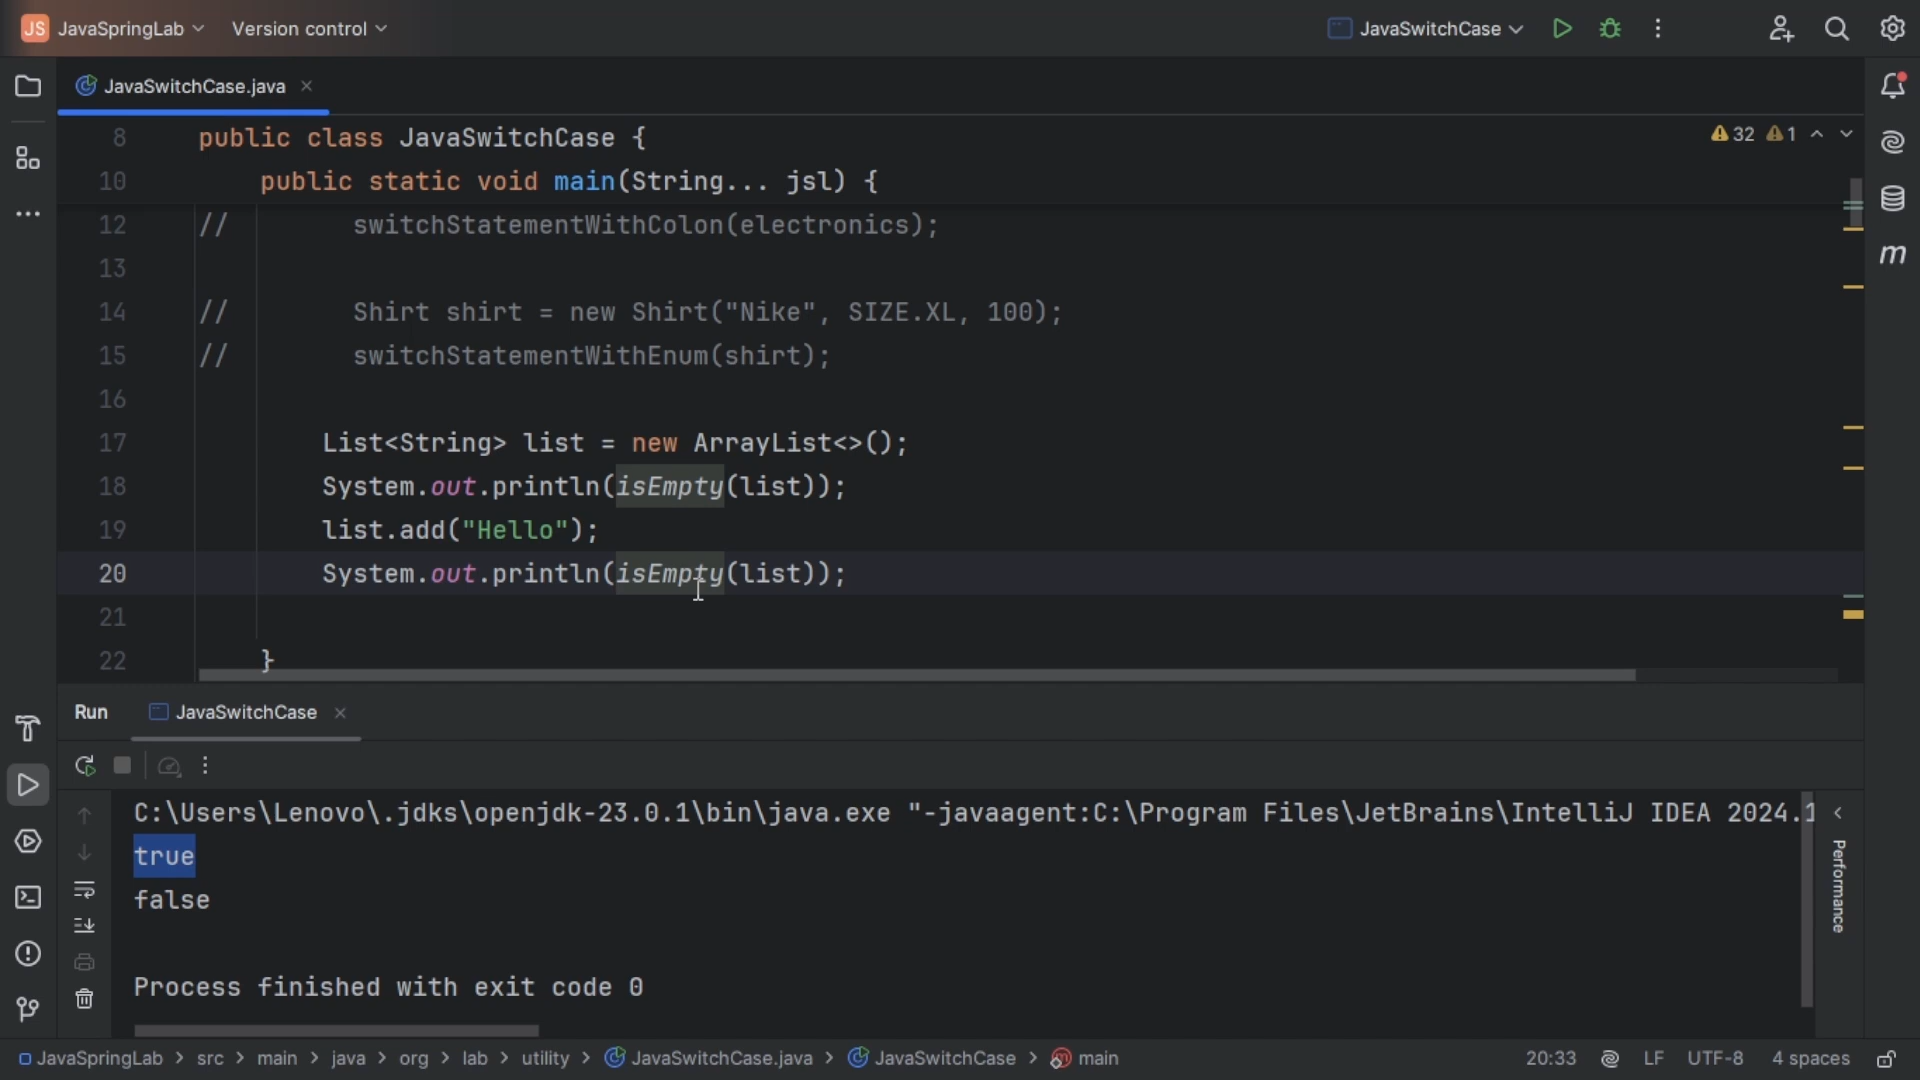 JS JavaSpringLab Version control JavaSwitchCase
JavaSwitchCase.java
32 1
8 public class JavaSwitchCase {
10 public static void main(String... jsl) {
12 // switchStatementWithColon(electronics);
13
14 // Shirt shirt = new Shirt("Nike", SIZE.XL, 100);
15 // switchStatementWithEnum(shirt);
16
17 List<String> list = new ArrayList<>();
18 System.out.println(isEmpty(list));
19 list.add("Hello");
20 System.out.println(isEmpty(list));
21
22 }
m
Run JavaSwitchCase
C:\Users\Lenovo\.jdks\openjdk-23.0.1\bin\java.exe "-javaagent:C:\Program Files\JetBrains\IntelliJ IDEA 2024.1
true
false
Process finished with exit code 0
Performance
JavaSpringLab > src > main > java > org > lab > utility > JavaSwitchCase.java > JavaSwitchCase > main 20:33 LF UTF-8 4 spaces